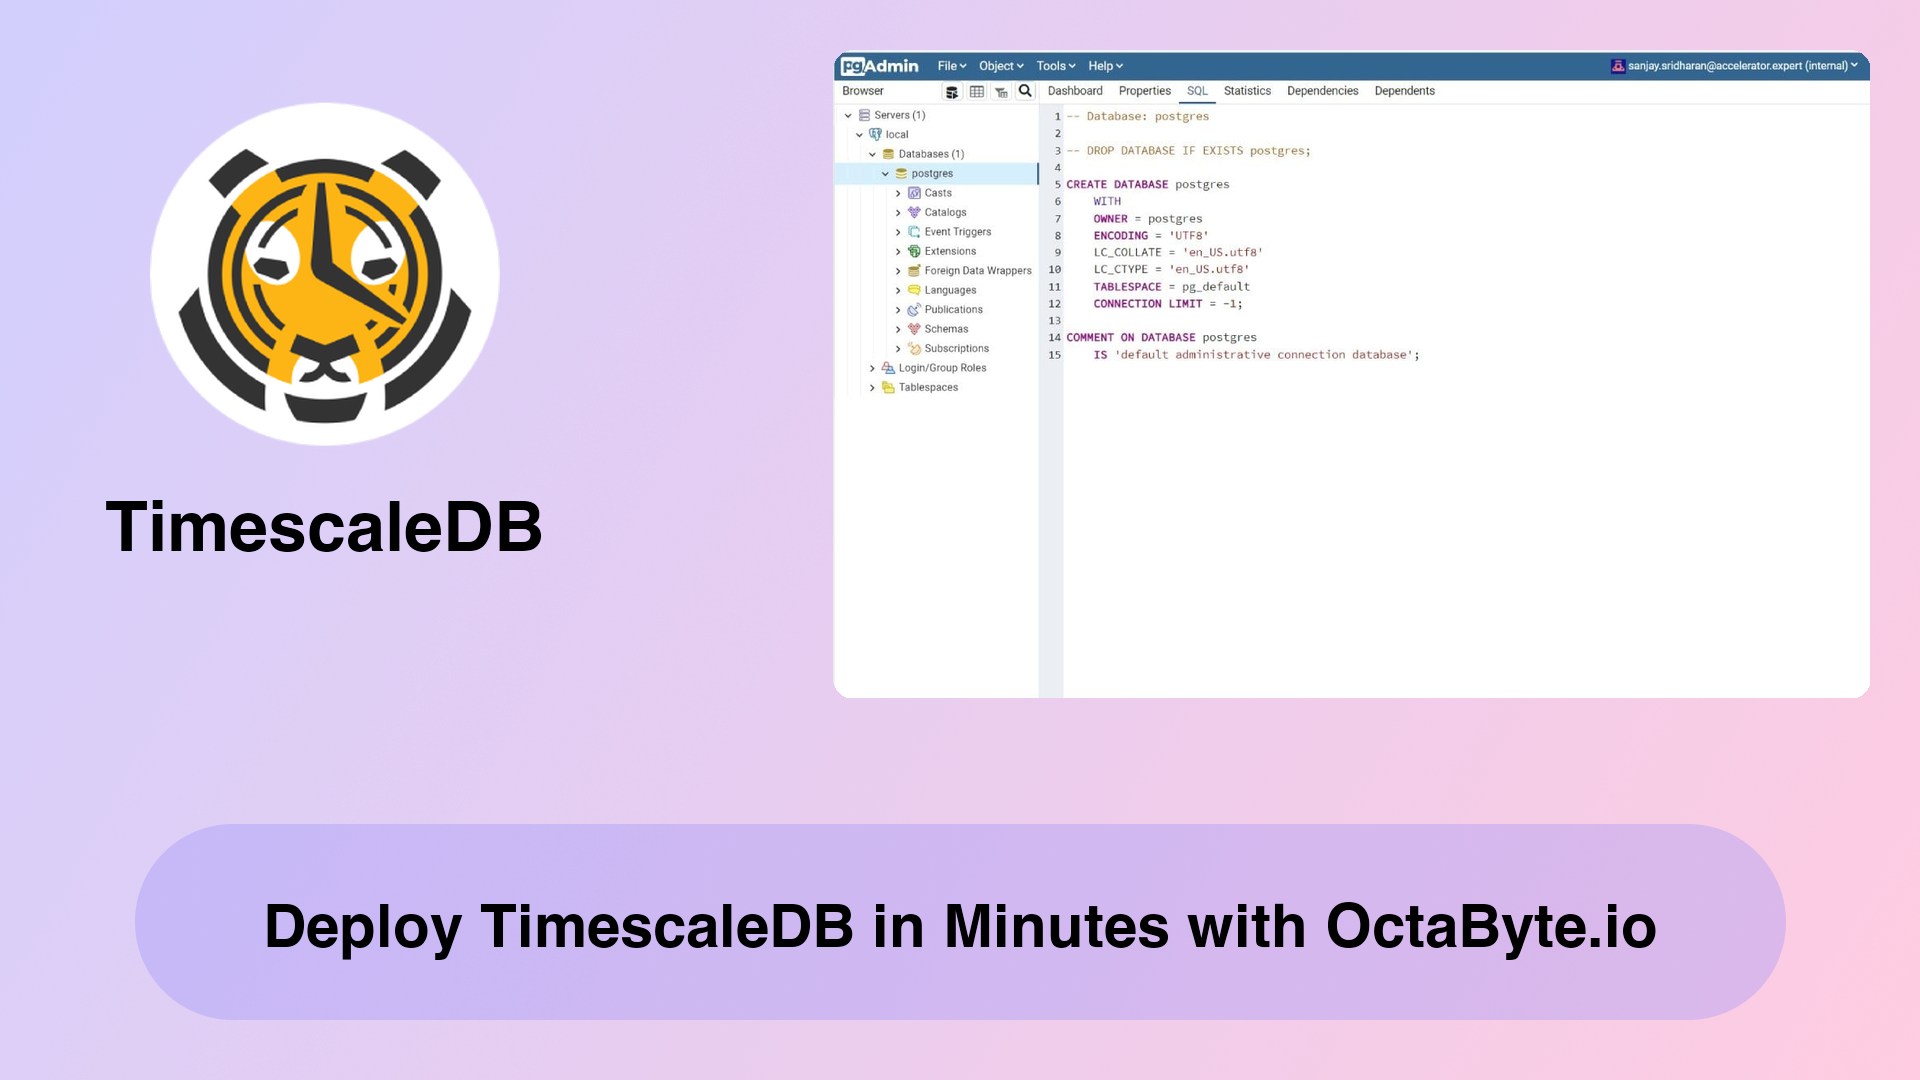 TimescaleDB
pgAdmin File Object Tools Help sanjay.sridharan@accelerator.expert (internal)
Browser Dashboard Properties SQL Statistics Dependencies Dependents
Servers (1)
local
Databases (1)
postgres
Casts
Catalogs
Event Triggers
Extensions
Foreign Data Wrappers
Languages
Publications
Schemas
Subscriptions
Login/Group Roles
Tablespaces
1 -- Database: postgres
2
3 -- DROP DATABASE IF EXISTS postgres;
4
5 CREATE DATABASE postgres
6 WITH
7 OWNER = postgres
8 ENCODING = 'UTF8'
9 LC_COLLATE = 'en_US.utf8'
10 LC_CTYPE = 'en_US.utf8'
11 TABLESPACE = pg_default
12 CONNECTION LIMIT = -1;
13
14 COMMENT ON DATABASE postgres
15 IS 'default administrative connection database';
Deploy TimescaleDB in Minutes with OctaByte.io